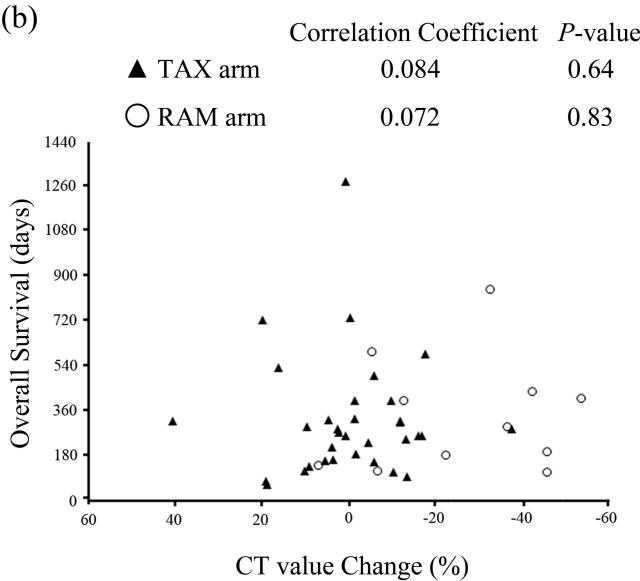 (b)
Correlation Coefficient P-value
▲ TAX arm 0.084 0.64
○ RAM arm 0.072 0.83
1440
1260
1080
900
720
540
360
180
0
Overall Survival (days)
60 40 20 0 -20 -40 -60
CT value Change (%)